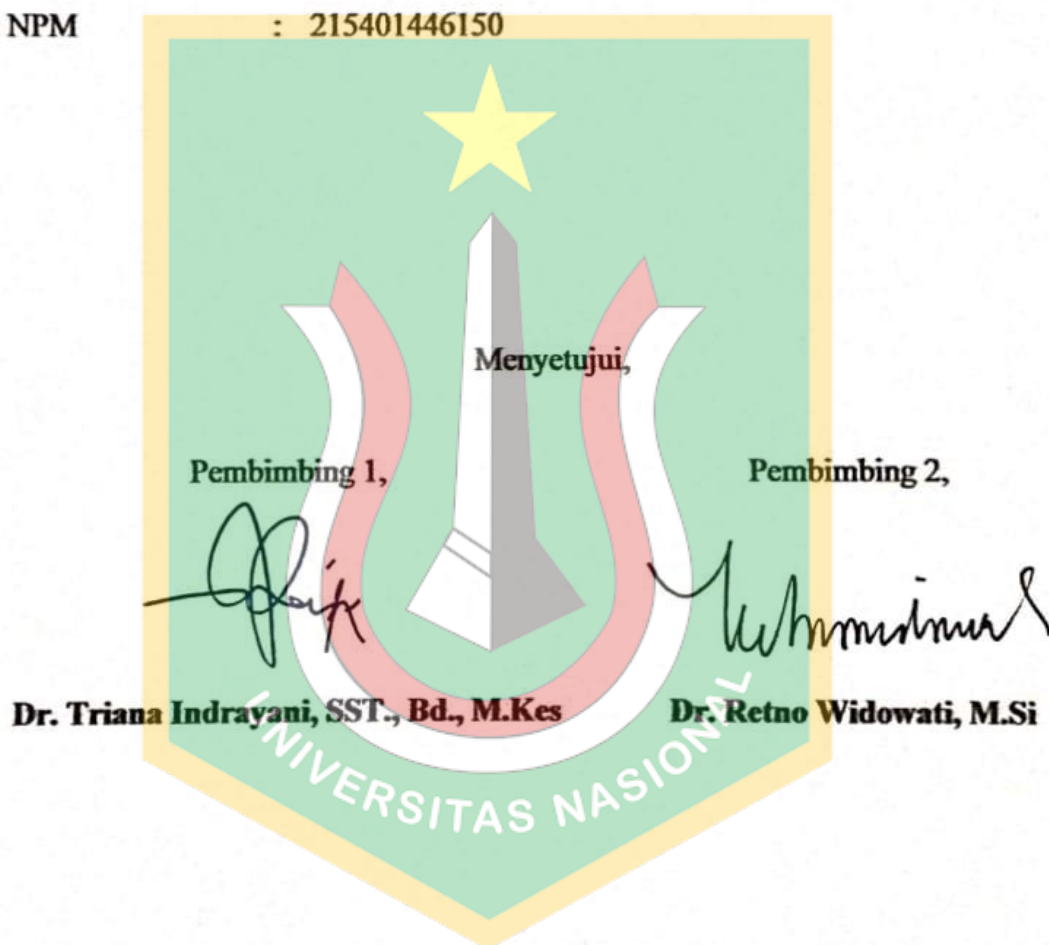 NPM : 215401446150
Menyetujui,
Pembimbing 1, Pembimbing 2,
Dr. Triana Indrayani, SST., Bd., M.Kes Dr. Retno Widowati, M.Si
UNIVERSITAS NASIONAL